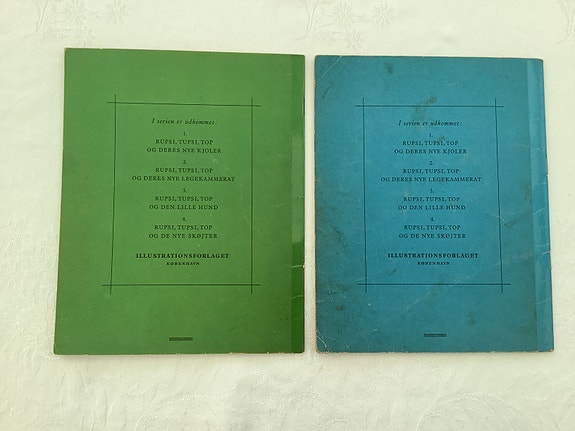 I serien er udkommet:
1.
RUPSI, TUPSI, TOP
OG DERES NYE KJOLER
2.
RUPSI, TUPSI, TOP
OG DERES NYE LEGEKAMMERAT
3.
RUPSI, TUPSI, TOP
OG DEN LILLE HUND
4.
RUPSI, TUPSI, TOP
OG DE NYE SKØJTER
ILLUSTRATIONSFORLAGET
KØBENHAVN
I serien er udkommet:
1.
RUPSI, TUPSI, TOP
OG DERES NYE KJOLER
2.
RUPSI, TUPSI, TOP
OG DERES NYE LEGEKAMMERAT
3.
RUPSI, TUPSI, TOP
OG DEN LILLE HUND
4.
RUPSI, TUPSI, TOP
OG DE NYE SKØJTER
ILLUSTRATIONSFORLAGET
KØBENHAVN